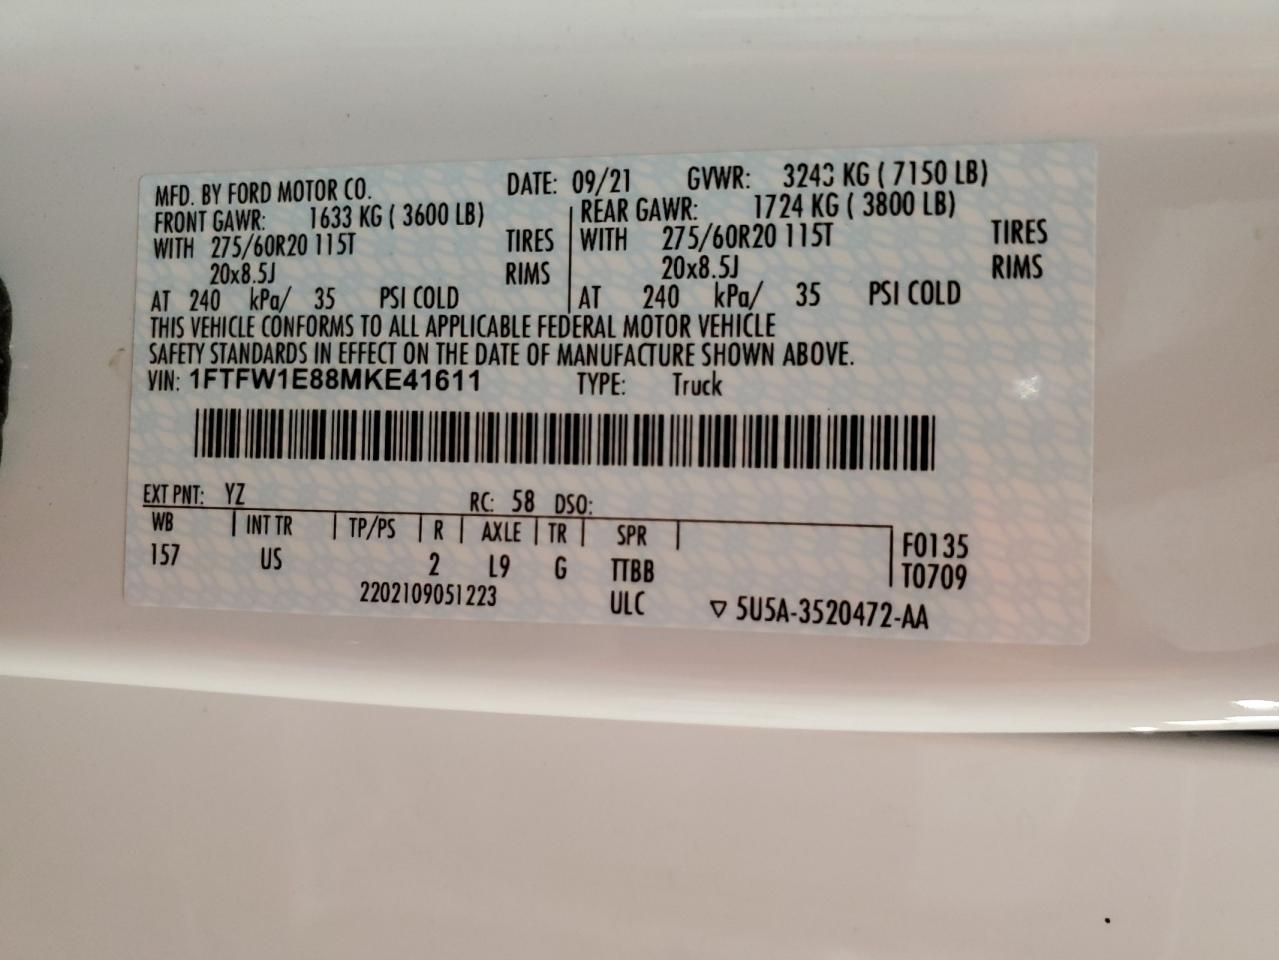 MFD. BY FORD MOTOR CO. DATE: 09/21 GVWR: 3243 KG ( 7150 LB)
FRONT GAWR: 1633 KG ( 3600 LB) REAR GAWR: 1724 KG ( 3800 LB)
WITH 275/60R20 115T TIRES WITH 275/60R20 115T TIRES
20x8.5J RIMS 20x8.5J RIMS
AT 240 kPa/ 35 PSI COLD AT 240 kPa/ 35 PSI COLD
THIS VEHICLE CONFORMS TO ALL APPLICABLE FEDERAL MOTOR VEHICLE
SAFETY STANDARDS IN EFFECT ON THE DATE OF MANUFACTURE SHOWN ABOVE.
VIN: 1FTFW1E88MKE41611 TYPE: Truck
EXT PNT: YZ RC: 58 DSO:
WB INT TR TP/PS R AXLE TR SPR F0135
157 US 2 L9 G TTBB T0709
2202109051223 ULC ▽ 5U5A-3520472-AA